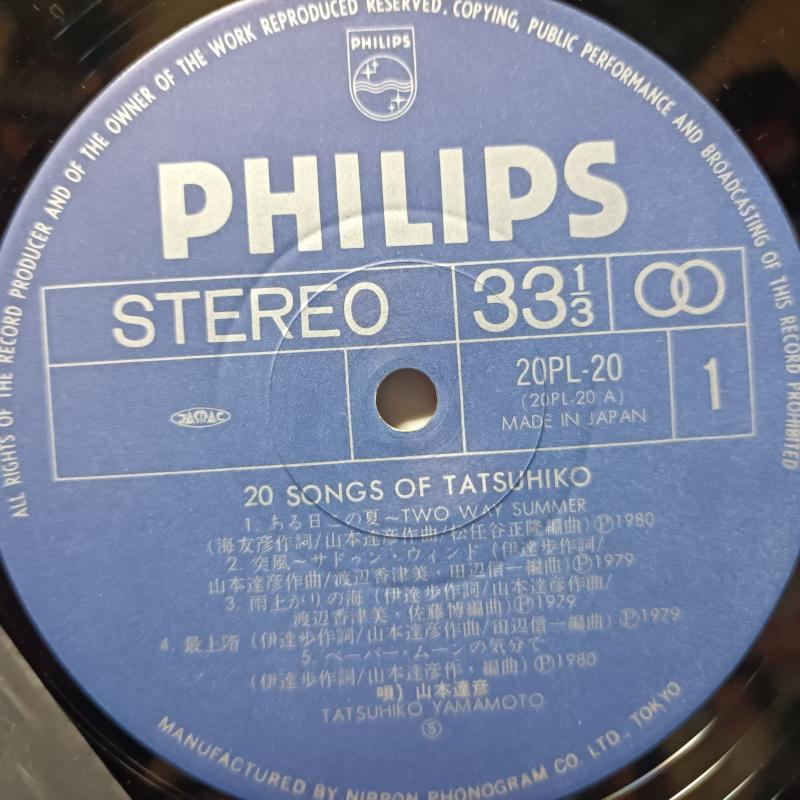 ALL RIGHTS OF THE RECORD PRODUCER AND OF THE OWNER OF THE WORK REPRODUCED RESERVED. COPYING, PUBLIC PERFORMANCE AND BROADCASTING OF THIS RECORD PROHIBITED
PHILIPS
PHILIPS
STEREO
33 1/3
JASRAC
20PL-20
(20PL-20 A)
MADE IN JAPAN
1
20 SONGS OF TATSUHIKO
1. ある日〜の夏〜TWO WAY SUMMER
(海友彦作詞/山本達彦作曲/松任谷正隆編曲)Ⓟ1980
2. 突風〜サドゥン・ウィンド (伊達歩作詞/
山本達彦作曲/渡辺香津美・田辺信一編曲)Ⓟ1979
3. 雨上がりの海 (伊達歩作詞/山本達彦作曲/
渡辺香津美・佐藤博編曲)Ⓟ1979
4. 最上階 (伊達歩作詞/山本達彦作曲/田辺信一編曲)Ⓟ1979
5. ペーパー・ムーンの気分で
(伊達歩作詞/山本達彦作・編曲)Ⓟ1980
唄) 山本達彦
TATSUHIKO YAMAMOTO
Ⓢ
MANUFACTURED BY NIPPON PHONOGRAM CO. LTD., TOKYO